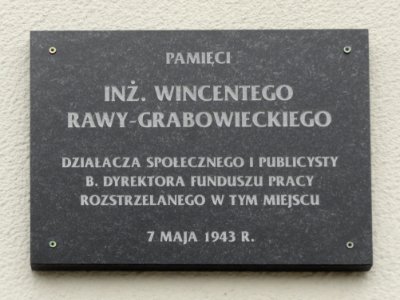 PAMIĘCI
INŻ. WINCENTEGO
RAWY-GRABOWIECKIEGO
DZIAŁACZA SPOŁECZNEGO I PUBLICYSTY
B. DYREKTORA FUNDUSZU PRACY
ROZSTRZELANEGO W TYM MIEJSCU
7 MAJA 1943 R.